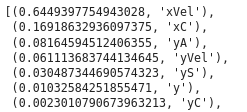 [(0.6449397754943028, 'xVel'),
(0.16918632936097375, 'xC'),
(0.08164594512406355, 'yA'),
(0.061113683744134645, 'yVel'),
(0.030487344690574323, 'yS'),
(0.01032584251855471, 'y'),
(0.0023010790673963213, 'yC'),